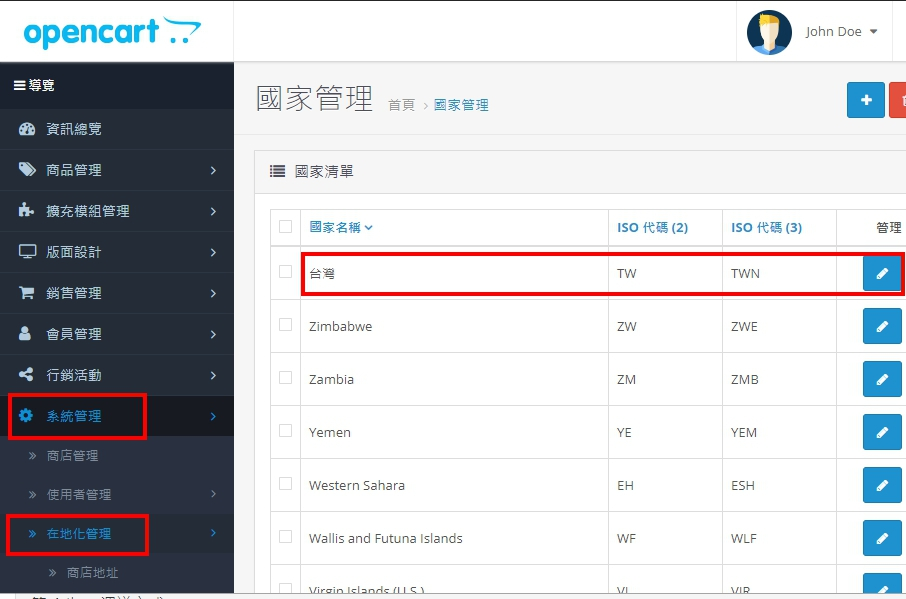 opencart
John Doe
導覽
資訊總覽
商品管理
擴充模組管理
版面設計
銷售管理
會員管理
行銷活動
系統管理
商店管理
使用者管理
在地化管理
商店地址
國家管理 首頁 › 國家管理
國家清單
國家名稱 ISO 代碼 (2) ISO 代碼 (3) 管理
台灣 TW TWN
Zimbabwe ZW ZWE
Zambia ZM ZMB
Yemen YE YEM
Western Sahara EH ESH
Wallis and Futuna Islands WF WLF
Virgin Islands (U.S.) VI VIR